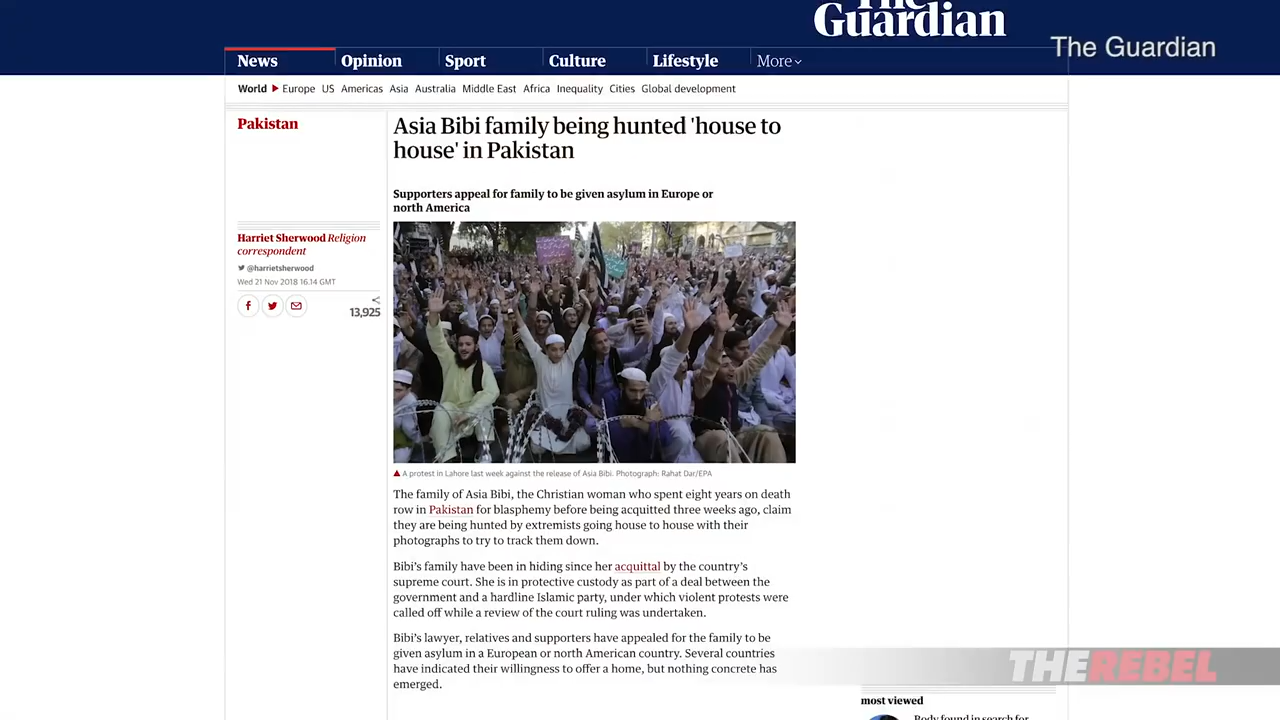 The
Guardian
The Guardian
News
Opinion
Sport
Culture
Lifestyle
More
World
Europe
US
Americas
Asia
Australia
Middle East
Africa
Inequality
Cities
Global development
Pakistan
Asia Bibi family being hunted 'house to
house' in Pakistan
Supporters appeal for family to be given asylum in Europe or
north America
Harriet Sherwood Religion
correspondent
@harrietsherwood
Wed 21 Nov 2018 16.14 GMT
13,925
A protest in Lahore last week against the release of Asia Bibi. Photograph: Rahat Dar/EPA
The family of Asia Bibi, the Christian woman who spent eight years on death
row in Pakistan for blasphemy before being acquitted three weeks ago, claim
they are being hunted by extremists going house to house with their
photographs to try to track them down.
Bibi's family have been in hiding since her acquittal by the country's
supreme court. She is in protective custody as part of a deal between the
government and a hardline Islamic party, under which violent protests were
called off while a review of the court ruling was undertaken.
Bibi's lawyer, relatives and supporters have appealed for the family to be
given asylum in a European or north American country. Several countries
have indicated their willingness to offer a home, but nothing concrete has
emerged.
THE REBEL
most viewed
Body found in search for